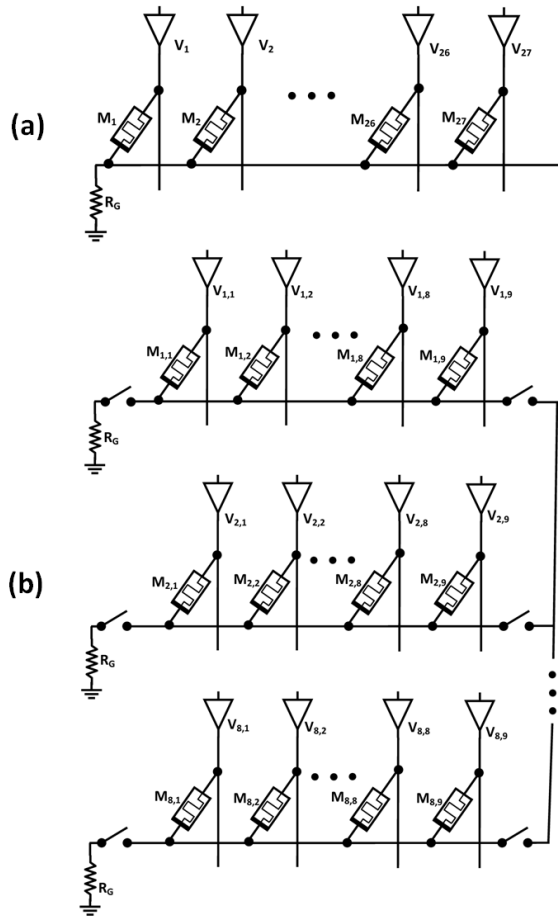 V1 V2 V26 V27
(a) M1 M2 M26 M27
RG
V1,1 V1,2 V1,8 V1,9
M1,1 M1,2 M1,8 M1,9
RG
V2,1 V2,2 V2,8 V2,9
(b) M2,1 M2,2 M2,8 M2,9
RG
V8,1 V8,2 V8,8 V8,9
M8,1 M8,2 M8,8 M8,9
RG